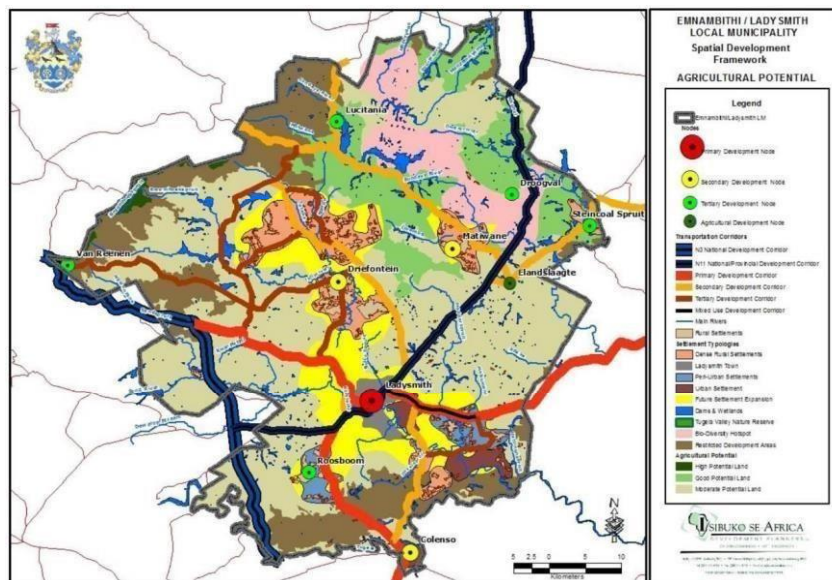 EMNAMBITHI / LADYSMITH
LOCAL MUNICIPALITY
Spatial Development
Framework
AGRICULTURAL POTENTIAL
Legend
Emnambithi/Ladysmith LM
Nodes
Primary Development Node
Secondary Development Node
Tertiary Development Node
Agricultural Development Node
Transportation Corridors
N3 National Development Corridor
N11 National/Provincial Development Corridor
Primary Development Corridor
Secondary Development Corridor
Tertiary Development Corridor
Mixed Use Development Corridor
Main Rivers
Rural Settlements
Settlement Typologies
Dense Rural Settlements
Ladysmith Town
Peri-Urban Settlements
Urban Settlement
Future Settlement Expansion
Dams & Wetlands
Tugela Valley Nature Reserve
Bio-Diversity Hotspot
Restricted Development Areas
Agricultural Potential
High Potential Land
Good Potential Land
Moderate Potential Land
ISIBUKO SE AFRICA
DEVELOPMENT PLANNERS
Lucitania
Droogval
Steincoal Spruit
Matiwane
Van Reenen
Driefontein
Elandslaagte
Ladysmith
Roosboom
Colenso
N
5 2.5 0 5 10
Kilometers